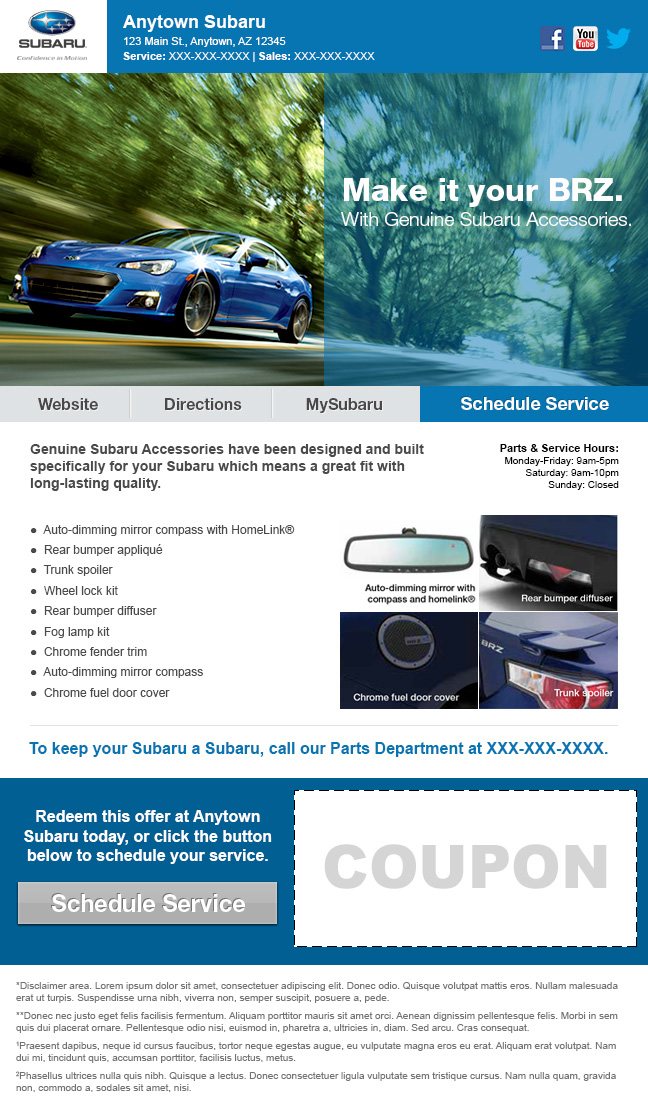 SUBARU.
Confidence in Motion
Anytown Subaru
123 Main St., Anytown, AZ 12345
Service: XXX-XXX-XXXX | Sales: XXX-XXX-XXXX
f
You
Tube
Make it your BRZ.
With Genuine Subaru Accessories.
Website
Directions
MySubaru
Schedule Service
Genuine Subaru Accessories have been designed and built
specifically for your Subaru which means a great fit with
long-lasting quality.
Parts & Service Hours:
Monday-Friday: 9am-5pm
Saturday: 9am-10pm
Sunday: Closed
● Auto-dimming mirror compass with HomeLink®
● Rear bumper appliqué
● Trunk spoiler
● Wheel lock kit
● Rear bumper diffuser
● Fog lamp kit
● Chrome fender trim
● Auto-dimming mirror compass
● Chrome fuel door cover
Auto-dimming mirror with
compass and homelink®
Rear bumper diffuser
Chrome fuel door cover
BRZ
Trunk spoiler
To keep your Subaru a Subaru, call our Parts Department at XXX-XXX-XXXX.
Redeem this offer at Anytown
Subaru today, or click the button
below to schedule your service.
Schedule Service
COUPON
*Disclaimer area. Lorem ipsum dolor sit amet, consectetuer adipiscing elit. Donec odio. Quisque volutpat mattis eros. Nullam malesuada
erat ut turpis. Suspendisse urna nibh, viverra non, semper suscipit, posuere a, pede.
**Donec nec justo eget felis facilisis fermentum. Aliquam porttitor mauris sit amet orci. Aenean dignissim pellentesque felis. Morbi in sem
quis dui placerat ornare. Pellentesque odio nisi, euismod in, pharetra a, ultricies in, diam. Sed arcu. Cras consequat.
¹Praesent dapibus, neque id cursus faucibus, tortor neque egestas augue, eu vulputate magna eros eu erat. Aliquam erat volutpat. Nam
dui mi, tincidunt quis, accumsan porttitor, facilisis luctus, metus.
²Phasellus ultrices nulla quis nibh. Quisque a lectus. Donec consectetuer ligula vulputate sem tristique cursus. Nam nulla quam, gravida
non, commodo a, sodales sit amet, nisi.